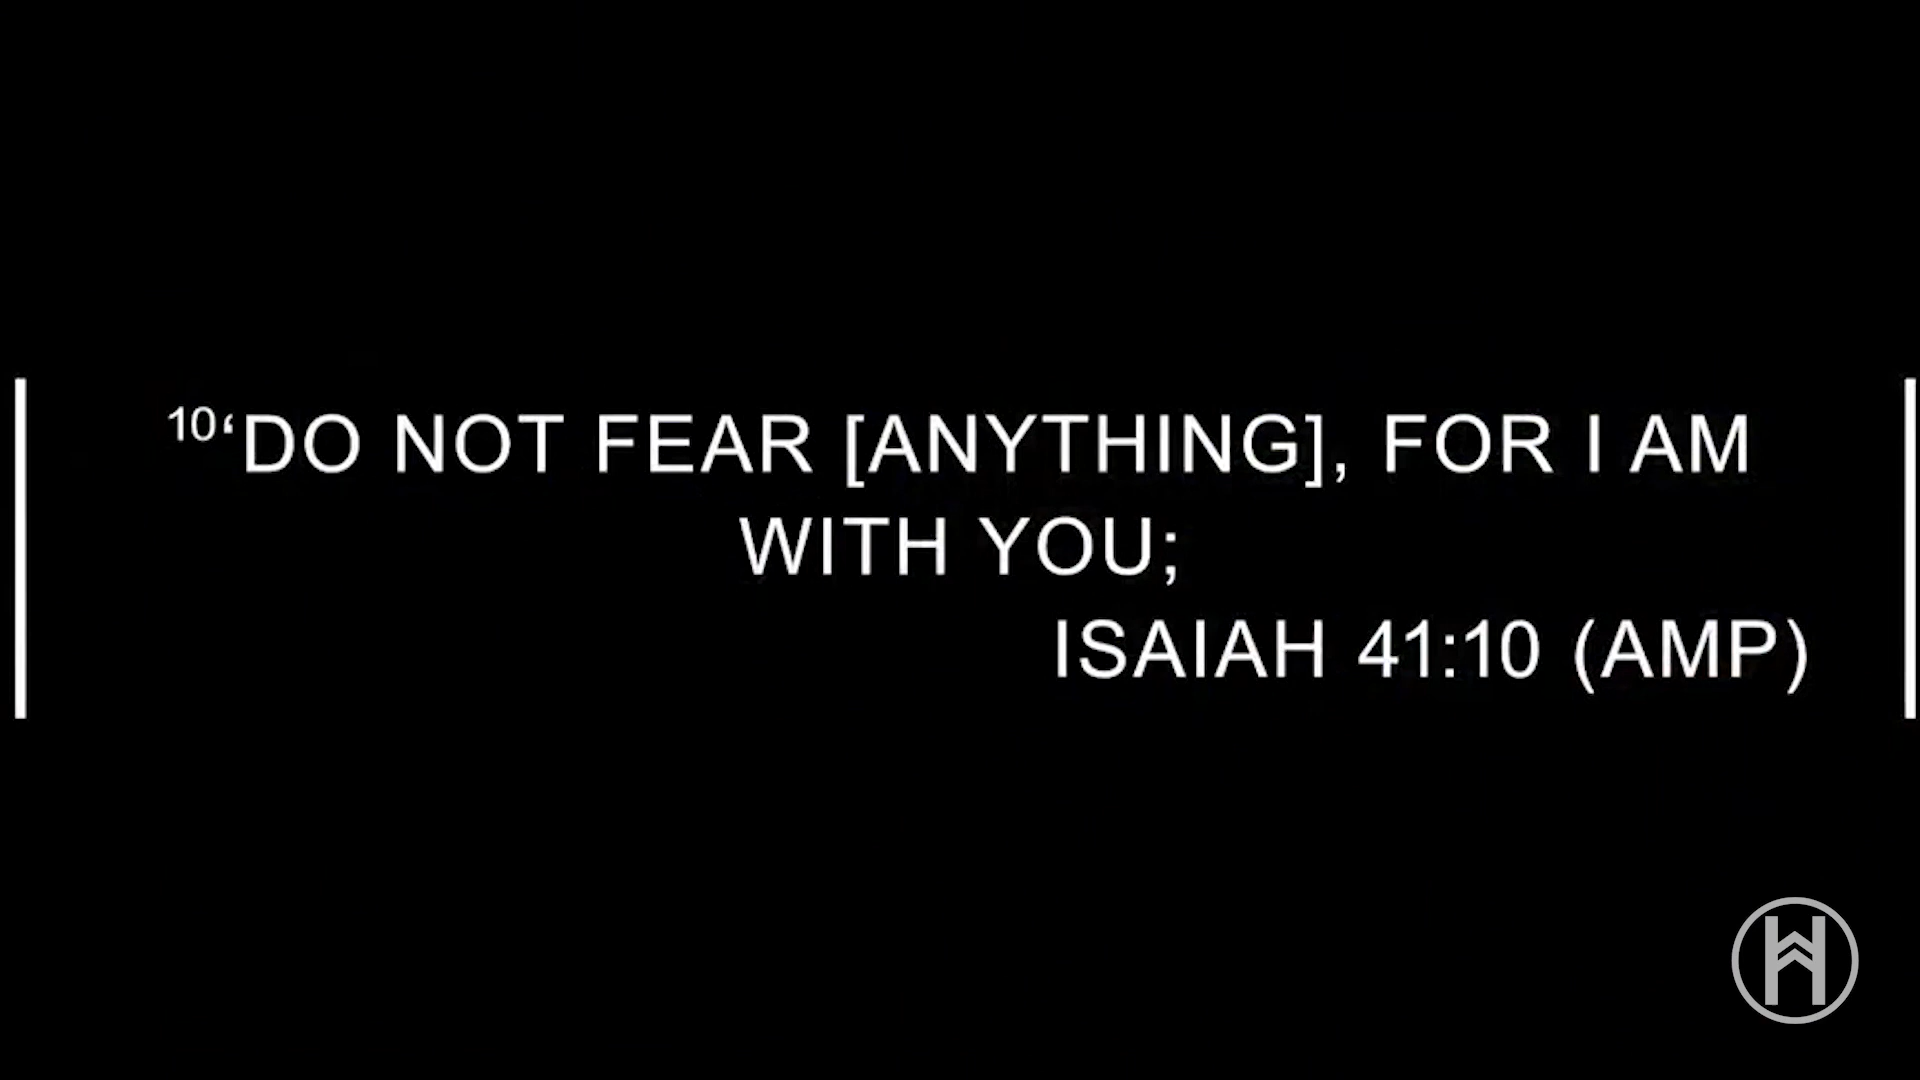 10‘DO NOT FEAR [ANYTHING], FOR I AM
WITH YOU;
ISAIAH 41:10 (AMP)